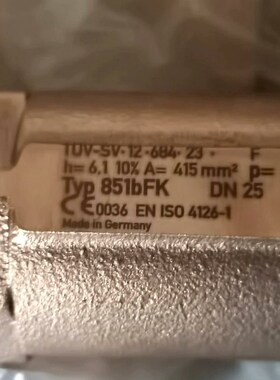 TÜV-SV·12-684·23· F
h= 6,1 10% A= 415 mm² p=
Typ 851bFK DN 25
CE 0036 EN ISO 4126-1
Made in Germany